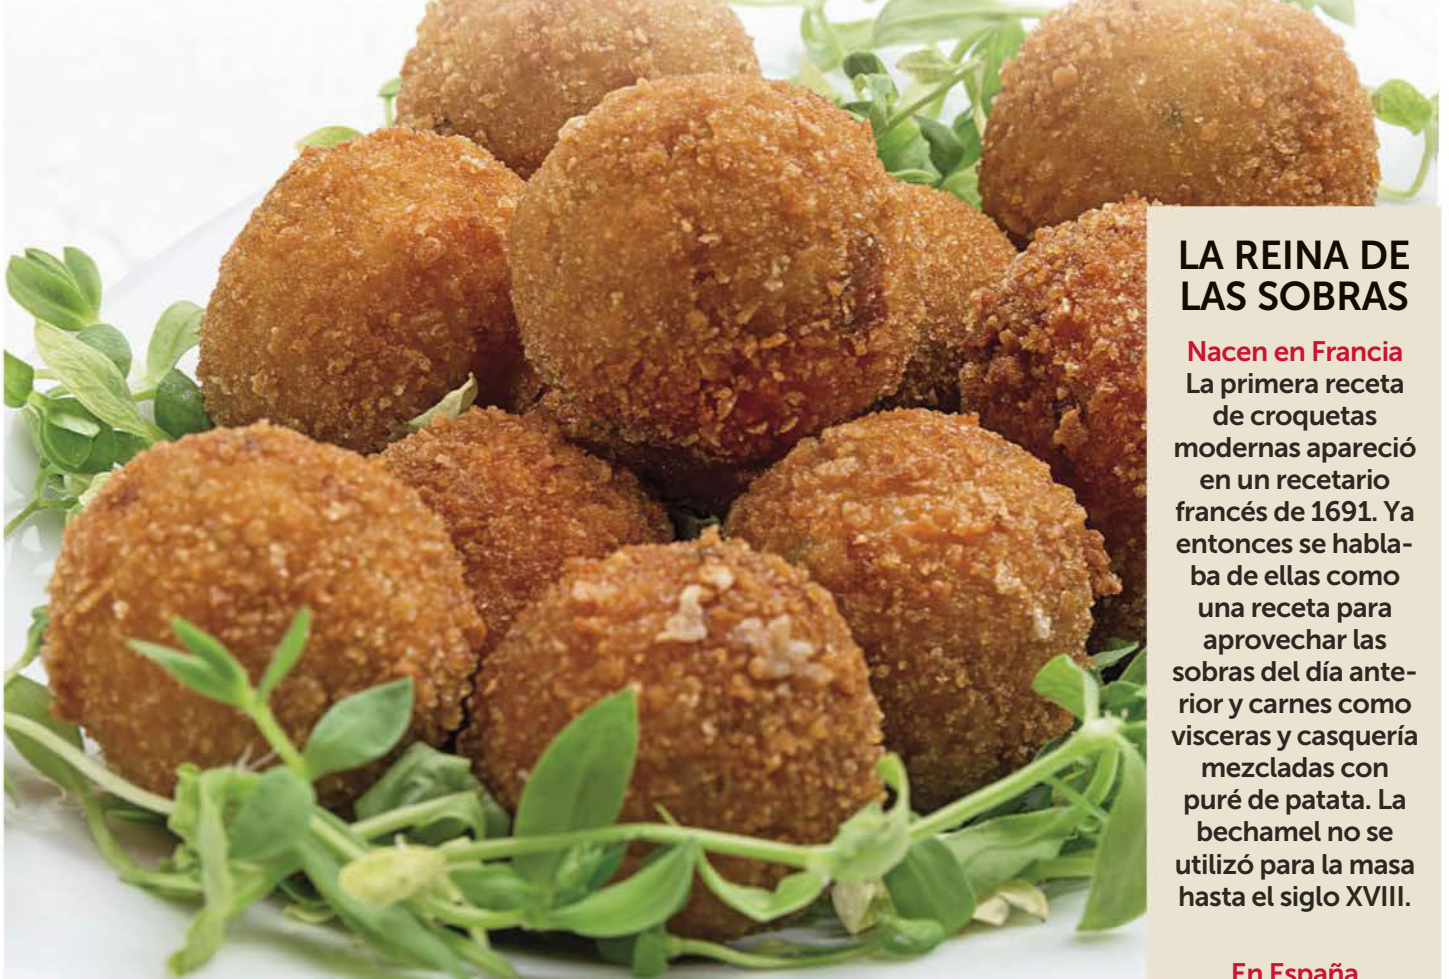 LA REINA DE
LAS SOBRAS
Nacen en Francia
La primera receta
de croquetas
modernas apareció
en un recetario
francés de 1691. Ya
entonces se habla-
ba de ellas como
una receta para
aprovechar las
sobras del día ante-
rior y carnes como
visceras y casquería
mezcladas con
puré de patata. La
bechamel no se
utilizó para la masa
hasta el siglo XVIII.
En España